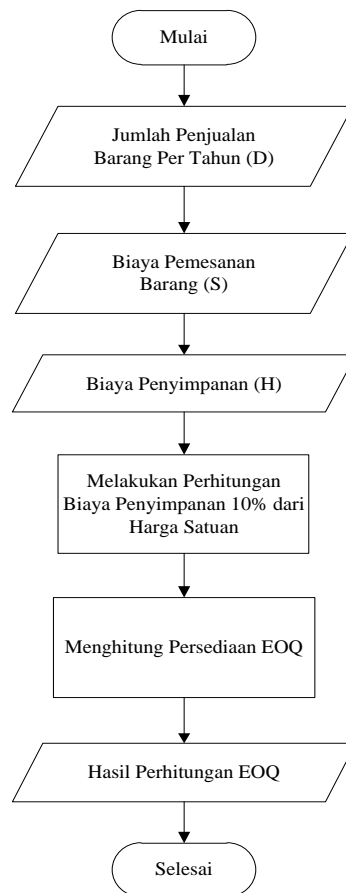 Mulai
Jumlah Penjualan
Barang Per Tahun (D)
Biaya Pemesanan
Barang (S)
Biaya Penyimpanan (H)
Melakukan Perhitungan
Biaya Penyimpanan 10% dari
Harga Satuan
Menghitung Persediaan EOQ
Hasil Perhitungan EOQ
Selesai